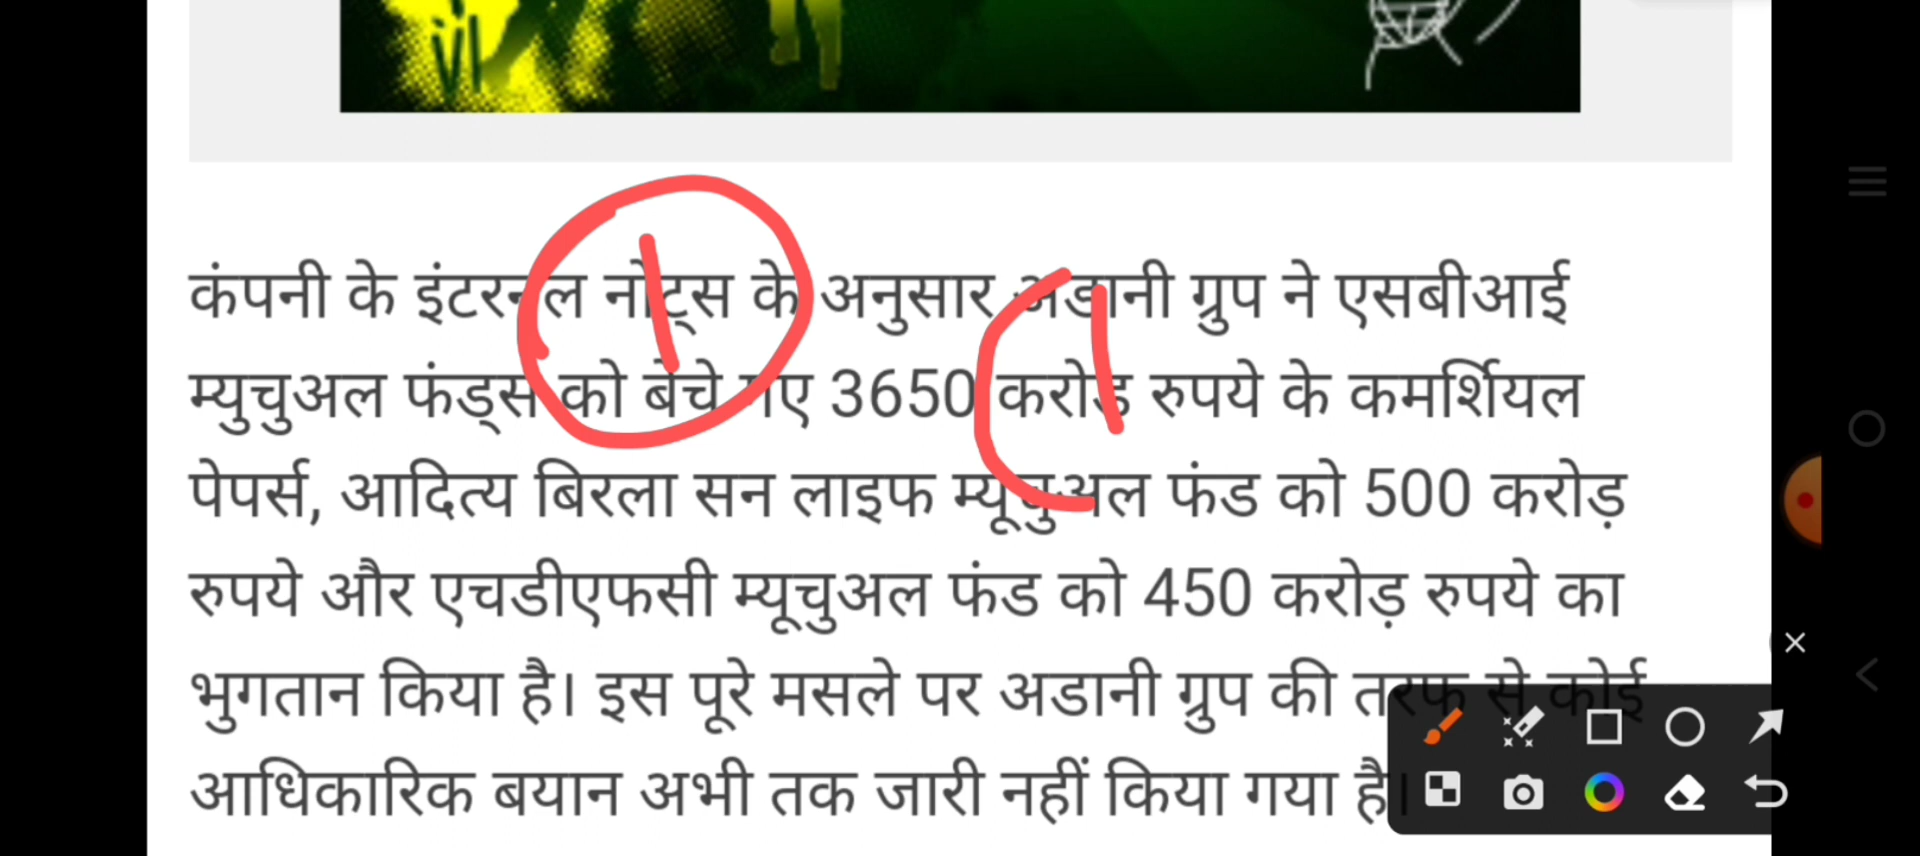 कंपनी के इंटरनल नोट्स के अनुसार अडानी ग्रुप ने एसबीआई
म्युचुअल फंड्स को बेचे गए 3650 करोड़ रुपये के कमर्शियल
पेपर्स, आदित्य बिरला सन लाइफ म्यूचुअल फंड को 500 करोड़
रुपये और एचडीएफसी म्यूचुअल फंड को 450 करोड़ रुपये का
भुगतान किया है। इस पूरे मसले पर अडानी ग्रुप की तरफ से कोई
आधिकारिक बयान अभी तक जारी नहीं किया गया है।